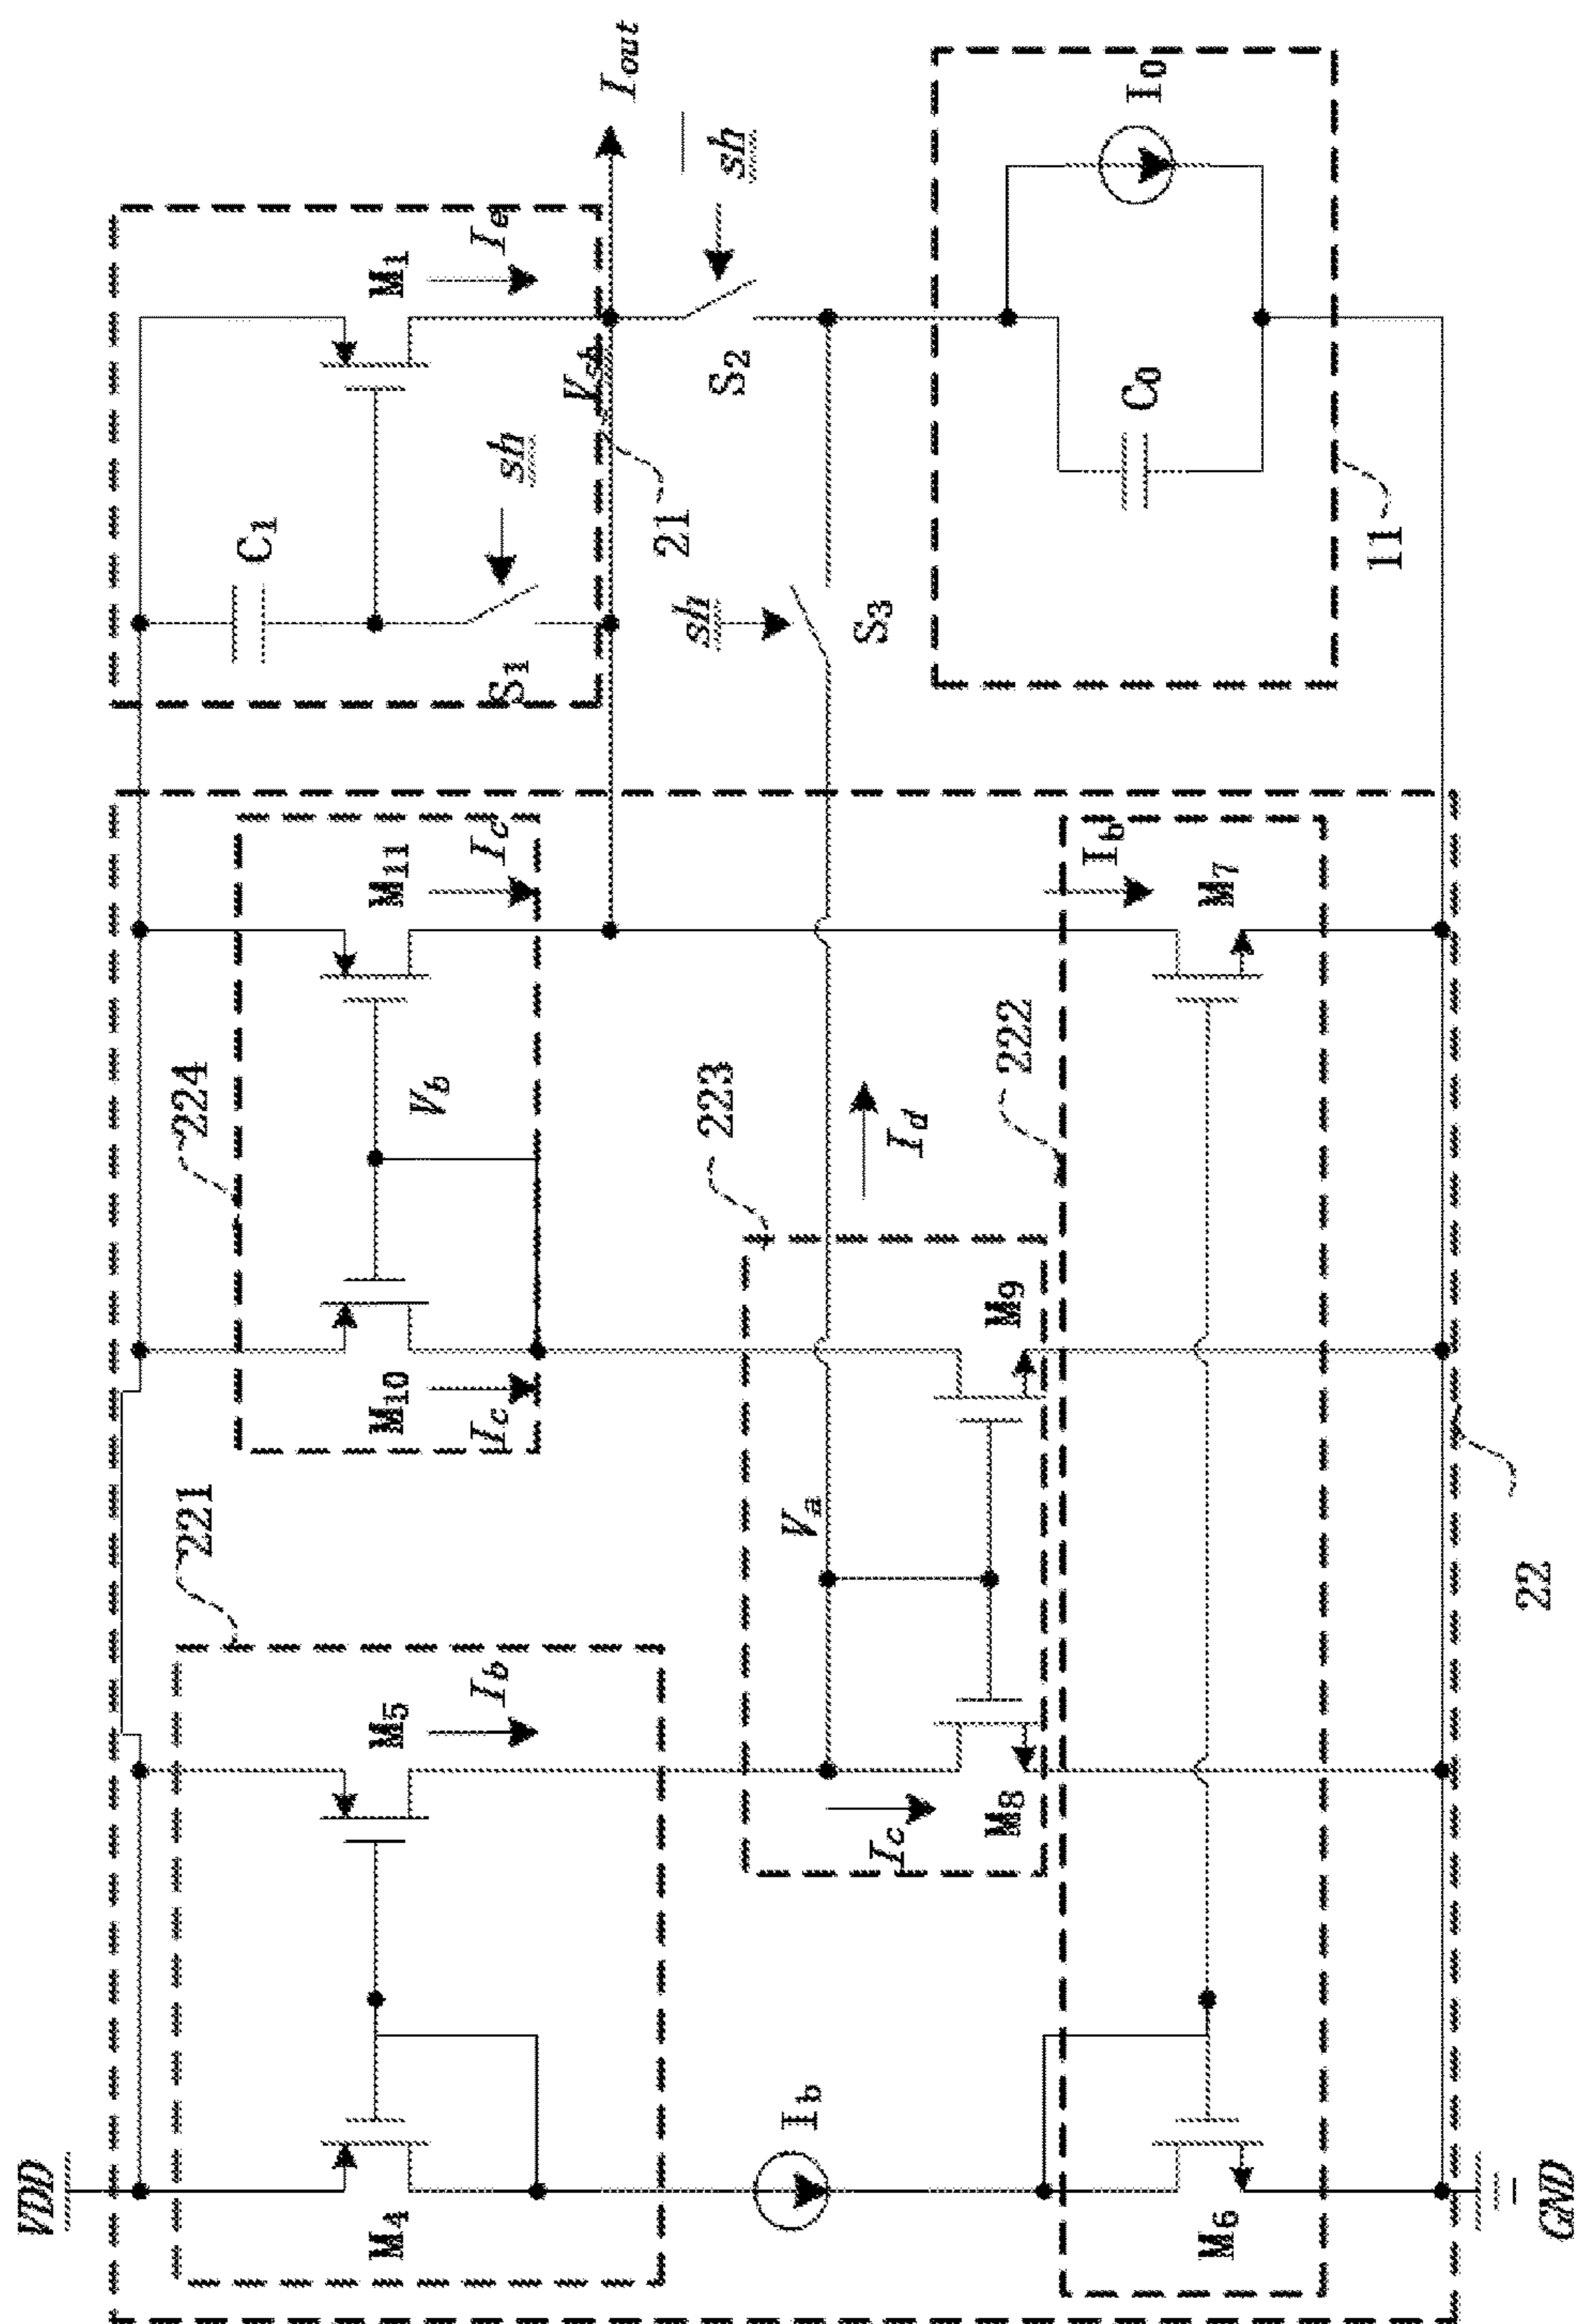 VDD
M4
M5
Ib
221
M10
Ic
Vb
224
M11
Ic
C1
sh
S1
M1
Ie
Vsh
21
Iout
sh
S2
sh
S3
Ib
Ic
M8
Va
223
M9
Id
222
Ib
M7
M6
C0
I0
11
22
GND